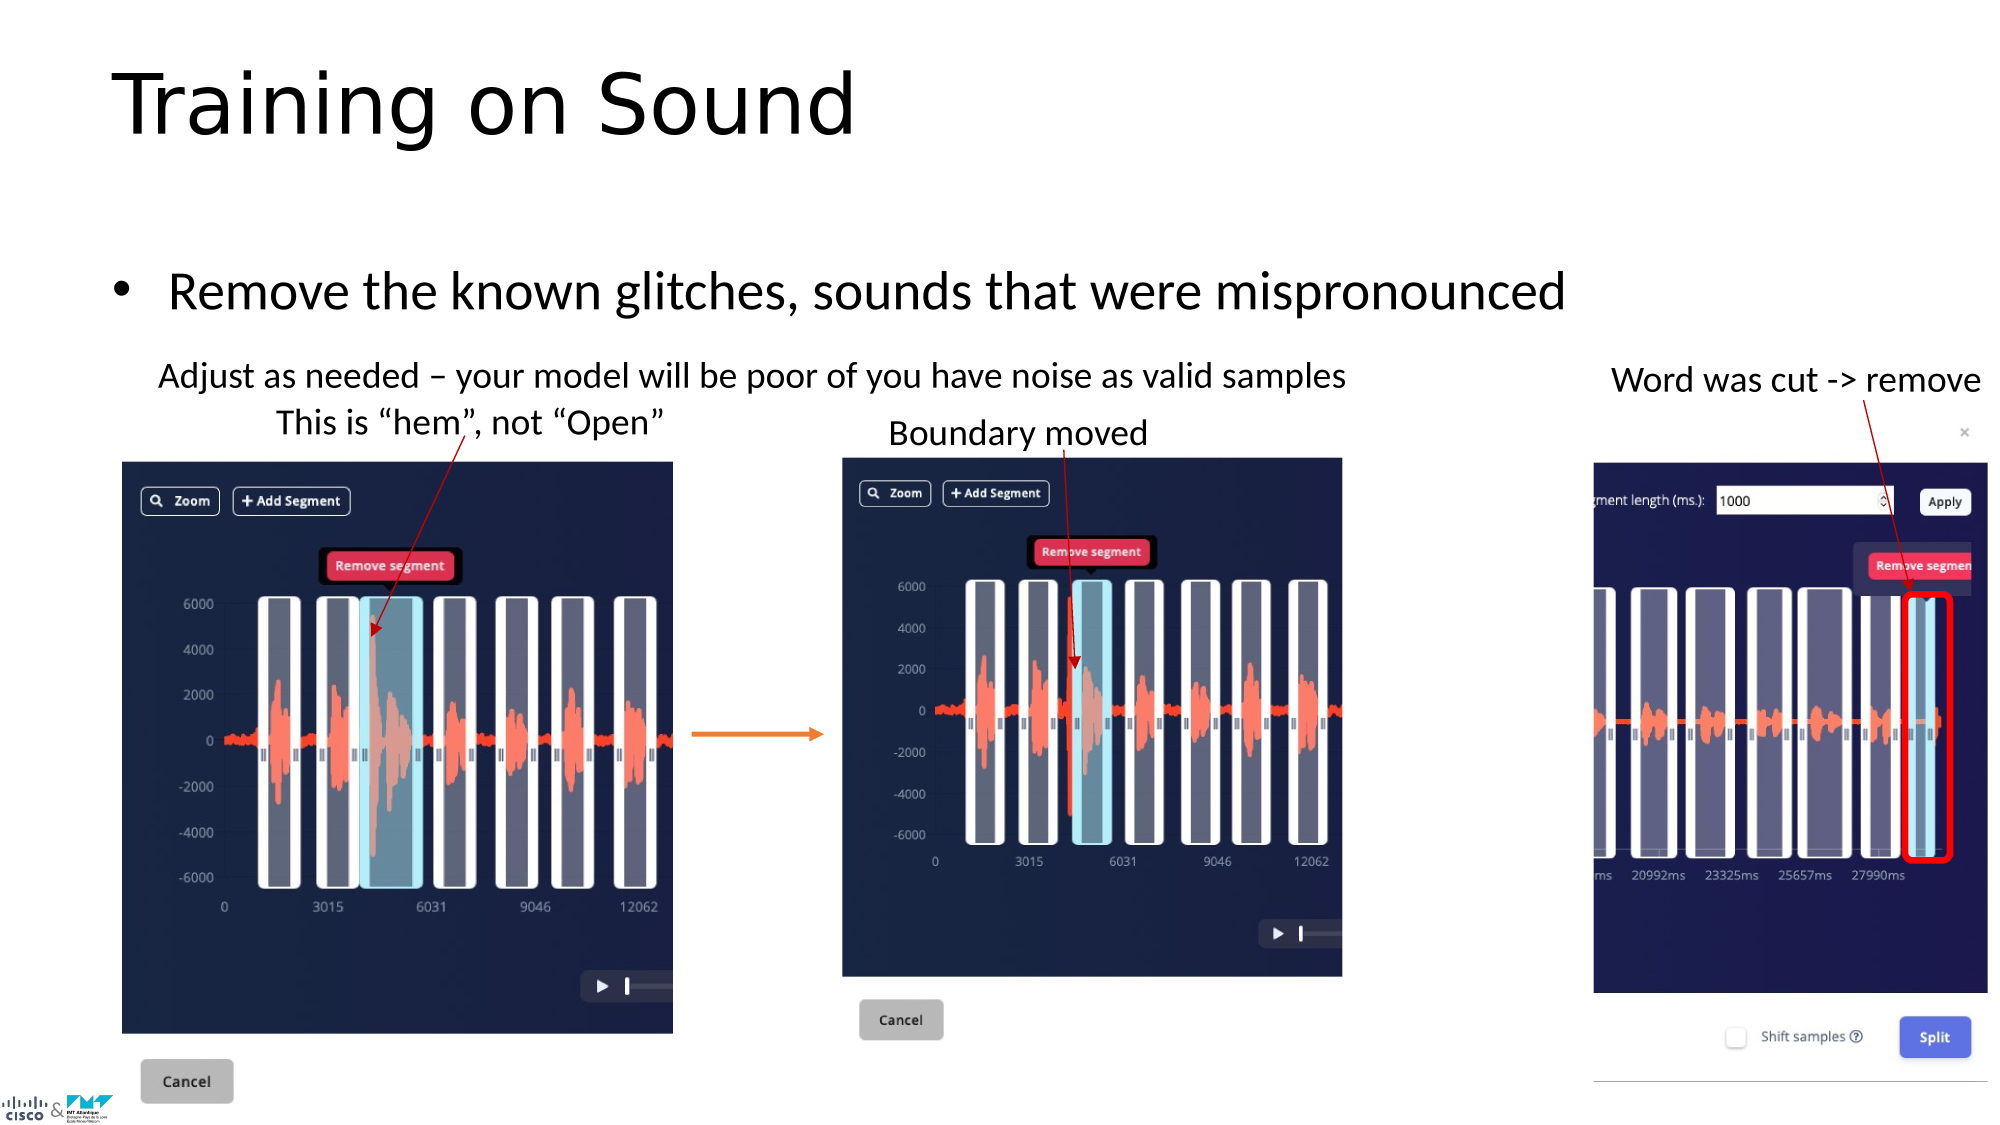 Training on Sound
• Remove the known glitches, sounds that were mispronounced
Adjust as needed – your model will be poor of you have noise as valid samples
This is “hem”, not “Open”
Boundary moved
Word was cut -> remove
×
Zoom
+ Add Segment
Remove segment
6000
4000
2000
0
-2000
-4000
-6000
0 3015 6031 9046 12062
Cancel
Zoom
+ Add Segment
Remove segment
6000
4000
2000
0
-2000
-4000
-6000
0 3015 6031 9046 12062
Cancel
gment length (ms.): 1000
Apply
Remove segmen
ms 20992ms 23325ms 25657ms 27990ms
Shift samples
Split
cisco & IMT Atlantique